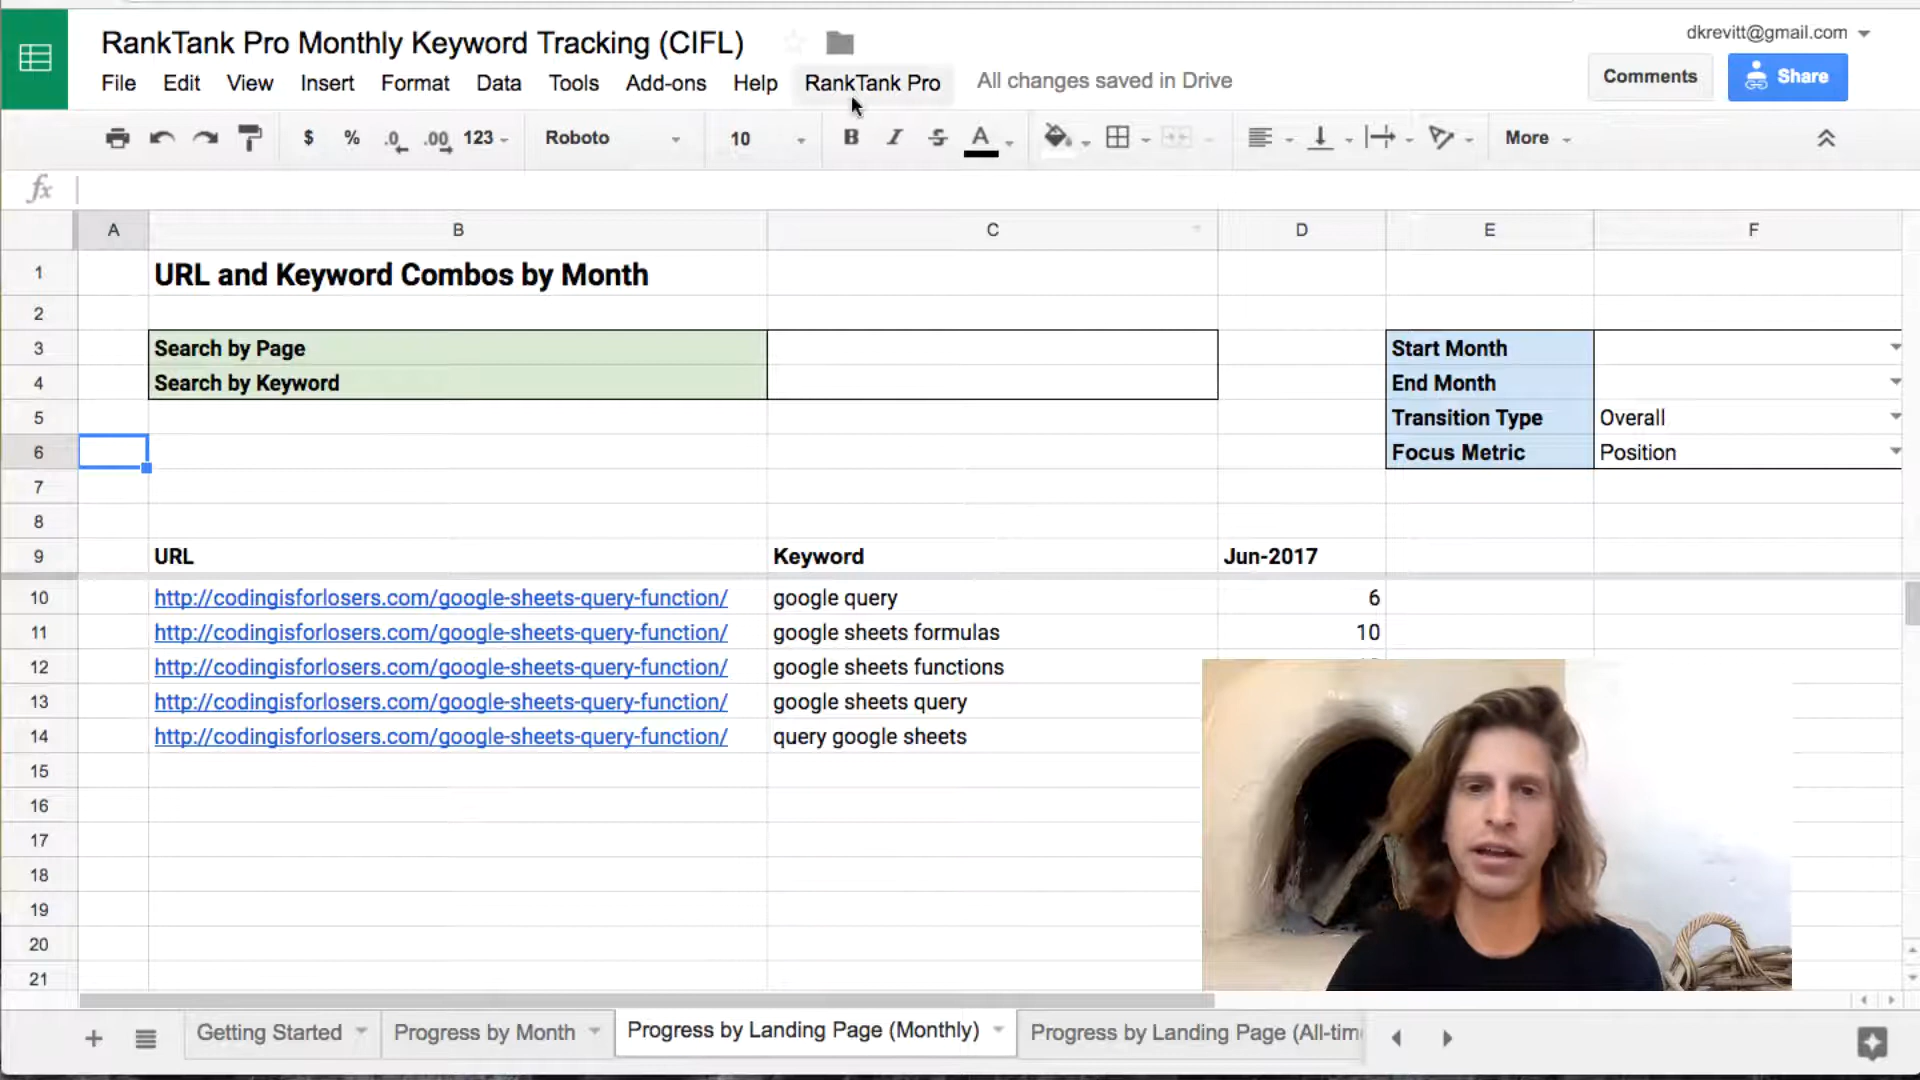 RankTank Pro Monthly Keyword Tracking (CIFL)
dkrevitt@gmail.com
File Edit View Insert Format Data Tools Add-ons Help RankTank Pro All changes saved in Drive
Comments
Share
$ % .0 .00 123 Roboto 10 B I S A More
fx
A B C D E F
1 URL and Keyword Combos by Month
2
3 Search by Page Start Month
4 Search by Keyword End Month
5 Transition Type Overall
6 Focus Metric Position
7
8
9 URL Keyword Jun-2017
10 http://codingisforlosers.com/google-sheets-query-function/ google query 6
11 http://codingisforlosers.com/google-sheets-query-function/ google sheets formulas 10
12 http://codingisforlosers.com/google-sheets-query-function/ google sheets functions
13 http://codingisforlosers.com/google-sheets-query-function/ google sheets query
14 http://codingisforlosers.com/google-sheets-query-function/ query google sheets
15
16
17
18
19
20
21
Getting Started Progress by Month Progress by Landing Page (Monthly) Progress by Landing Page (All-tim